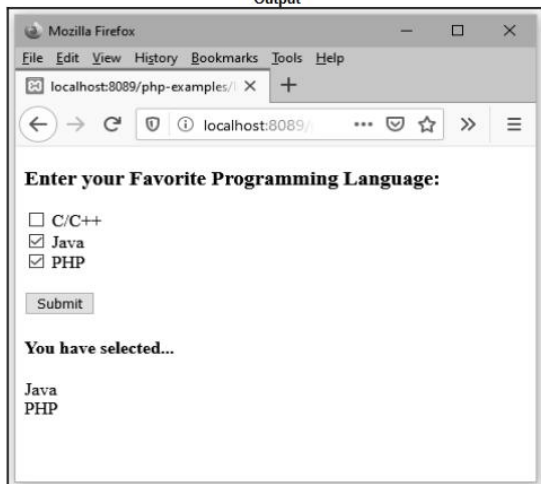 Output
Mozilla Firefox
File Edit View History Bookmarks Tools Help
localhost:8089/php-examples/
localhost:8089/
Enter your Favorite Programming Language:
C/C++
Java
PHP
Submit
You have selected...
Java
PHP